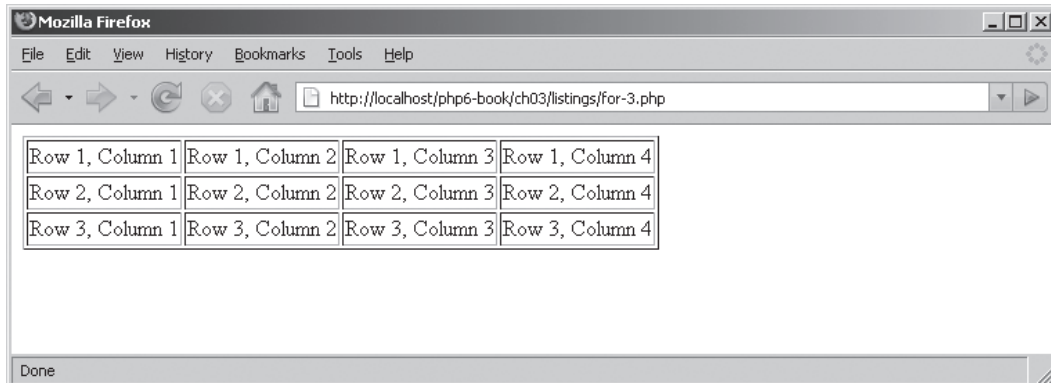 Mozilla Firefox
File Edit View History Bookmarks Tools Help
http://localhost/php6-book/ch03/listings/for-3.php
Row 1, Column 1 Row 1, Column 2 Row 1, Column 3 Row 1, Column 4
Row 2, Column 1 Row 2, Column 2 Row 2, Column 3 Row 2, Column 4
Row 3, Column 1 Row 3, Column 2 Row 3, Column 3 Row 3, Column 4
Done